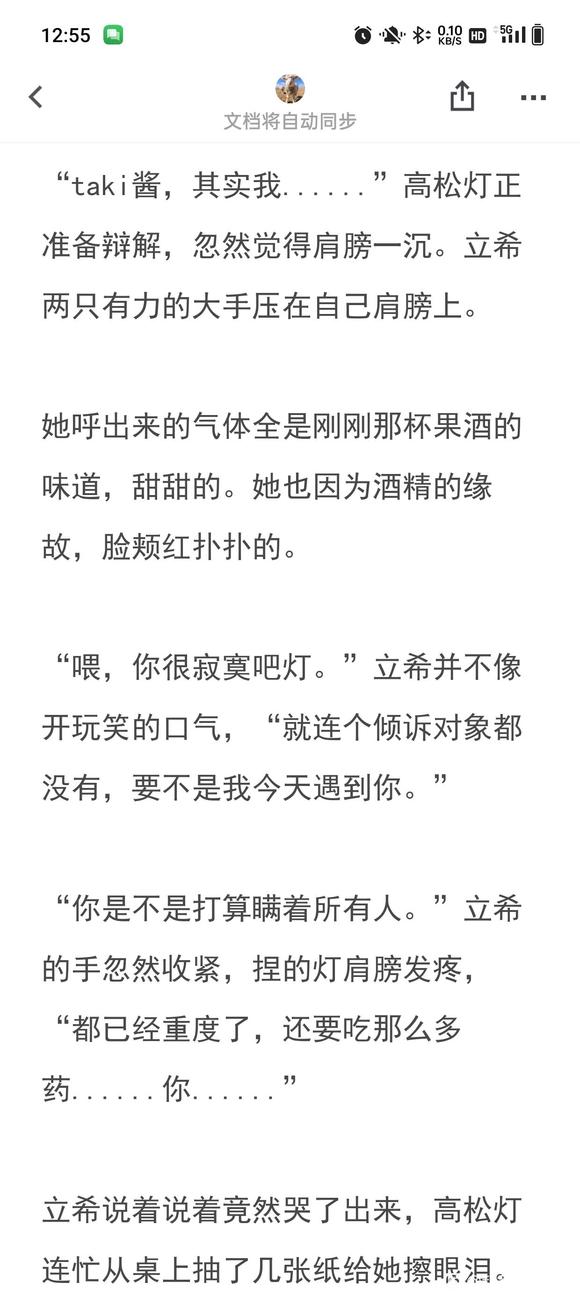 12:55
0.10
KB/S
HD
5G
文档将自动同步
“taki酱，其实我......”高松灯正
准备辩解，忽然觉得肩膀一沉。立希
两只有力的大手压在自己肩膀上。
她呼出来的气体全是刚刚那杯果酒的
味道，甜甜的。她也因为酒精的缘
故，脸颊红扑扑的。
“喂，你很寂寞吧灯。”立希并不像
开玩笑的口气，“就连个倾诉对象都
没有，要不是我今天遇到你。”
“你是不是打算瞒着所有人。”立希
的手忽然收紧，捏的灯肩膀发疼，
“都已经重度了，还要吃那么多
药......你......”
立希说着说着竟然哭了出来，高松灯
连忙从桌上抽了几张纸给她擦眼泪。